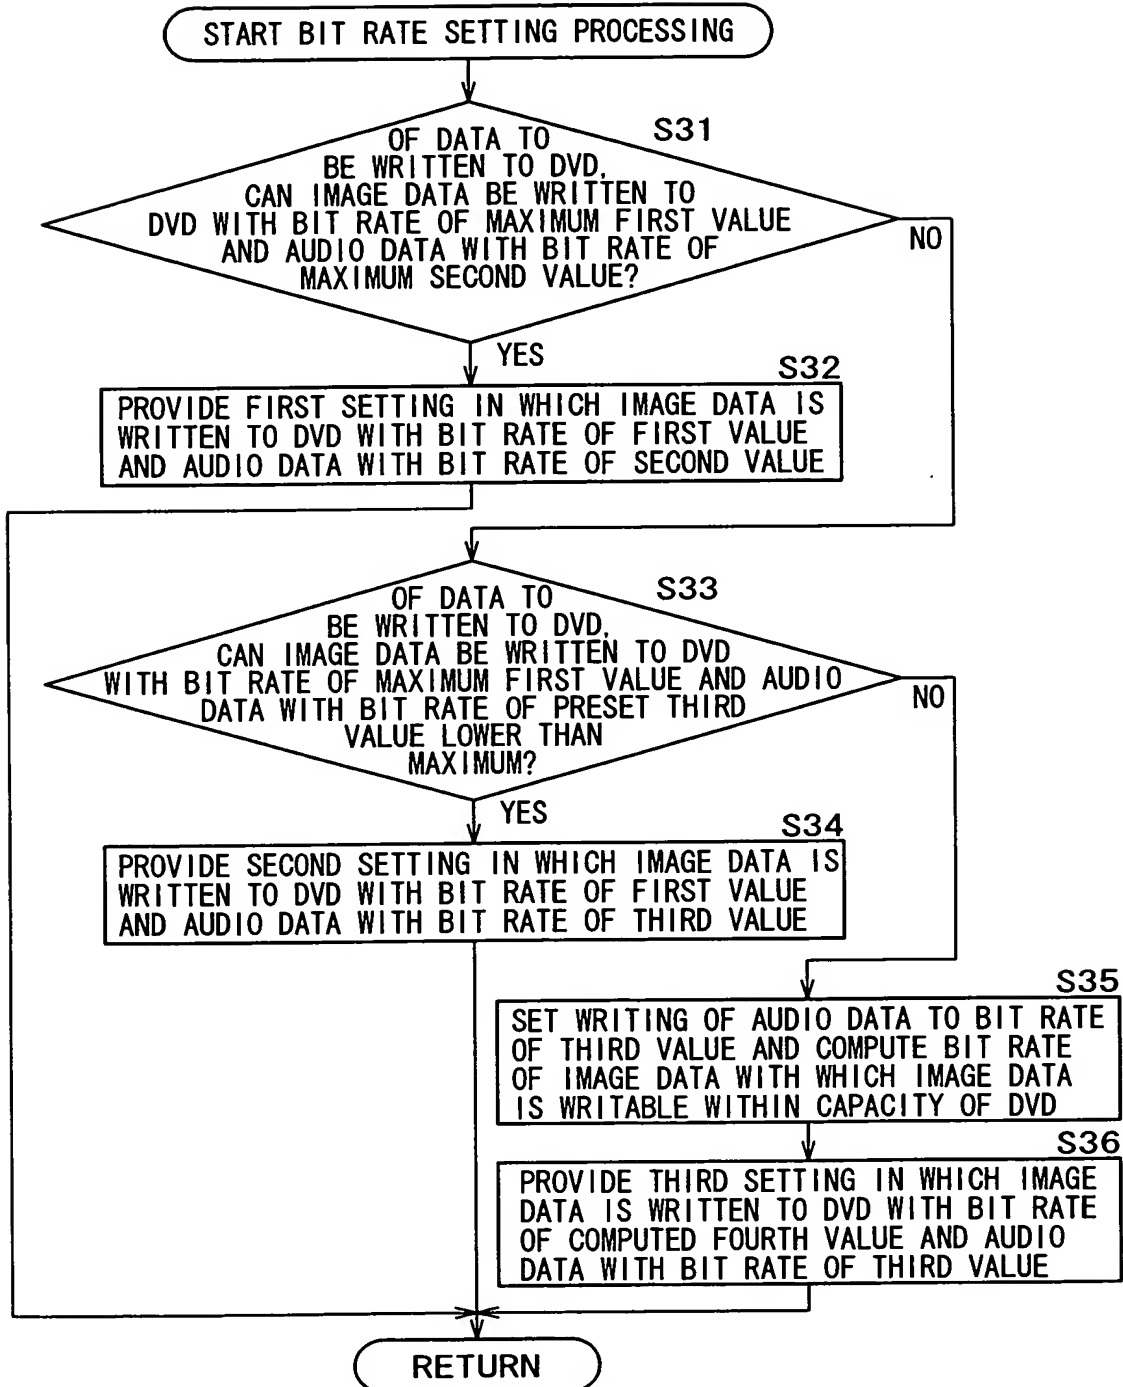 START BIT RATE SETTING PROCESSING
S31
OF DATA TO
BE WRITTEN TO DVD,
CAN IMAGE DATA BE WRITTEN TO
DVD WITH BIT RATE OF MAXIMUM FIRST VALUE
AND AUDIO DATA WITH BIT RATE OF
MAXIMUM SECOND VALUE?
NO
YES
S32
PROVIDE FIRST SETTING IN WHICH IMAGE DATA IS
WRITTEN TO DVD WITH BIT RATE OF FIRST VALUE
AND AUDIO DATA WITH BIT RATE OF SECOND VALUE
S33
OF DATA TO
BE WRITTEN TO DVD,
CAN IMAGE DATA BE WRITTEN TO DVD
WITH BIT RATE OF MAXIMUM FIRST VALUE AND AUDIO
DATA WITH BIT RATE OF PRESET THIRD
VALUE LOWER THAN
MAXIMUM?
NO
YES
S34
PROVIDE SECOND SETTING IN WHICH IMAGE DATA IS
WRITTEN TO DVD WITH BIT RATE OF FIRST VALUE
AND AUDIO DATA WITH BIT RATE OF THIRD VALUE
S35
SET WRITING OF AUDIO DATA TO BIT RATE
OF THIRD VALUE AND COMPUTE BIT RATE
OF IMAGE DATA WITH WHICH IMAGE DATA
IS WRITABLE WITHIN CAPACITY OF DVD
S36
PROVIDE THIRD SETTING IN WHICH IMAGE
DATA IS WRITTEN TO DVD WITH BIT RATE
OF COMPUTED FOURTH VALUE AND AUDIO
DATA WITH BIT RATE OF THIRD VALUE
RETURN